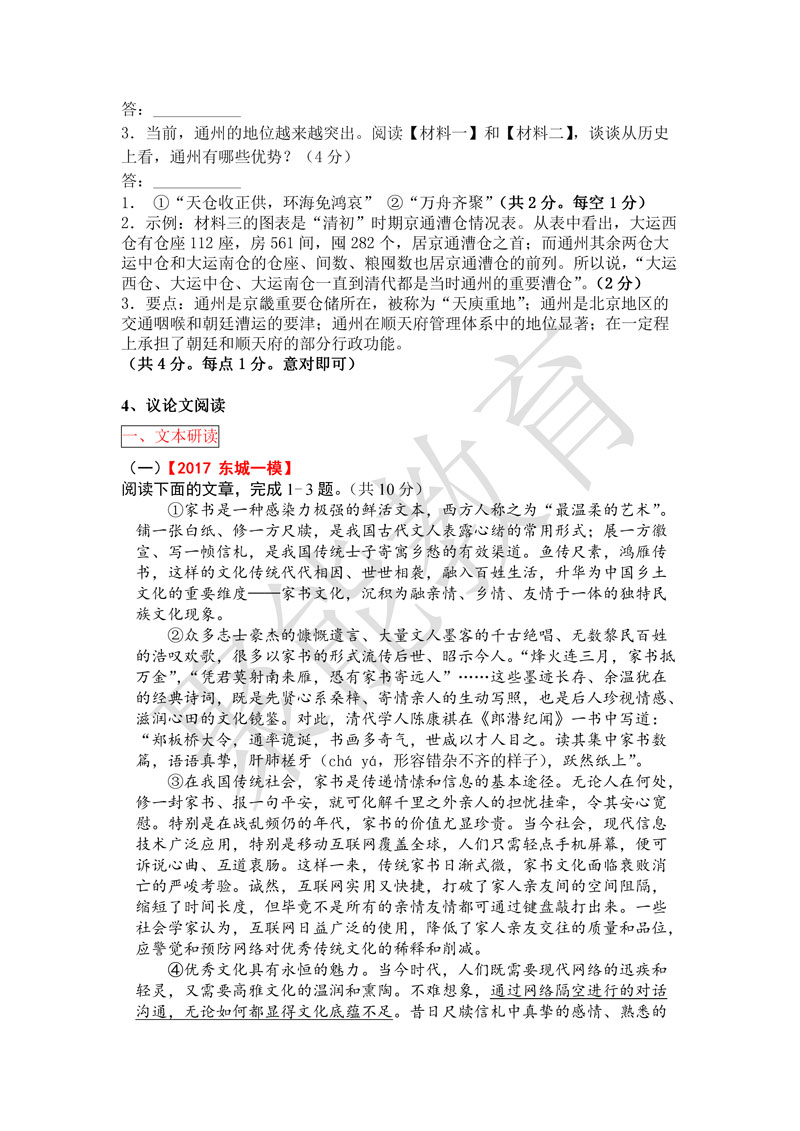 答：___________
3．当前，通州的地位越来越突出。阅读【材料一】和【材料二】，谈谈从历史
上看，通州有哪些优势？（4 分）
答：___________
1. ①“天仓收正供，环海免鸿哀” ②“万舟齐聚”（共 2 分。每空 1 分）
2．示例：材料三的图表是“清初”时期京通漕仓情况表。从表中看出，大运西
仓有仓座 112 座，房 561 间，囤 282 个，居京通漕仓之首；而通州其余两仓大
运中仓和大运南仓的仓座、间数、粮囤数也居京通漕仓的前列。所以说，“大运
西仓、大运中仓、大运南仓一直到清代都是当时通州的重要漕仓”。（2 分）
3．要点：通州是京畿重要仓储所在，被称为“天庾重地”；通州是北京地区的
交通咽喉和朝廷漕运的要津；通州在顺天府管理体系中的地位显著；在一定程
上承担了朝廷和顺天府的部分行政功能。
（共 4 分。每点 1 分。意对即可）
4、议论文阅读
一、文本研读
（一）【2017 东城一模】
阅读下面的文章，完成 1-3 题。（共 10 分）
①家书是一种感染力极强的鲜活文本，西方人称之为“最温柔的艺术”。
铺一张白纸、修一方尺牍，是我国古代文人表露心绪的常用形式；展一方徽
宣、写一帧信札，是我国传统士子寄寓乡愁的有效渠道。鱼传尺素，鸿雁传
书，这样的文化传统代代相因、世世相袭，融入百姓生活，升华为中国乡土
文化的重要维度——家书文化，沉积为融亲情、乡情、友情于一体的独特民
族文化现象。
②众多志士豪杰的慷慨遗言、大量文人墨客的千古绝唱、无数黎民百姓
的浩叹欢歌，很多以家书的形式流传后世、昭示今人。“烽火连三月，家书抵
万金”，“凭君莫射南来雁，恐有家书寄远人”……这些墨迹长存、余温犹在
的经典诗词，既是先贤心系桑梓、寄情亲人的生动写照，也是后人珍视情感、
滋润心田的文化镜鉴。对此，清代学人陈康祺在《郎潜纪闻》一书中写道：
“郑板桥大令，通率诡诞，书画多奇气，世咸以才人目之。读其集中家书数
篇，语语真挚，肝肺槎牙（chá yá，形容错杂不齐的样子），跃然纸上”。
③在我国传统社会，家书是传递情愫和信息的基本途径。无论人在何处，
修一封家书、报一句平安，就可化解千里之外亲人的担忧挂牵，令其安心宽
慰。特别是在战乱频仍的年代，家书的价值尤显珍贵。当今社会，现代信息
技术广泛应用，特别是移动互联网覆盖全球，人们只需轻点手机屏幕，便可
诉说心曲、互道衷肠。这样一来，传统家书日渐式微，家书文化面临衰败消
亡的严峻考验。诚然，互联网实用又快捷，打破了家人亲友间的空间阻隔，
缩短了时间长度，但毕竟不是所有的亲情友情都可通过键盘敲打出来。一些
社会学家认为，互联网日益广泛的使用，降低了家人亲友交往的质量和品位，
应警觉和预防网络对优秀传统文化的稀释和削减。
④优秀文化具有永恒的魅力。当今时代，人们既需要现代网络的迅疾和
轻灵，又需要高雅文化的温润和熏陶。不难想象，通过网络隔空进行的对话
沟通，无论如何都显得文化底蕴不足。昔日尺牍信札中真挚的感情、熟悉的
聚能教育